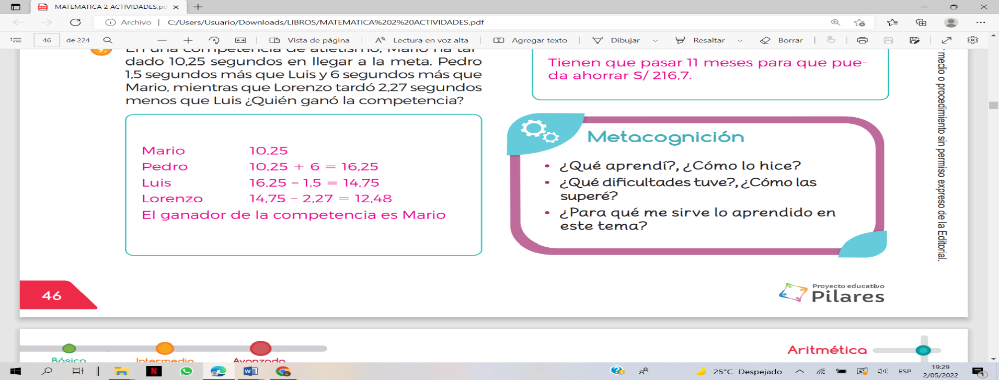 MATEMATICA 2 ACTIVIDADES.pd
Archivo | C:/Users/Usuario/Downloads/LIBROS/MATEMATICA%202%20ACTIVIDADES.pdf
46 de 224 Vista de página Lectura en voz alta Agregar texto Dibujar Resaltar Borrar
En una competencia de atletismo, Mario ha tar-
dado 10,25 segundos en llegar a la meta. Pedro
1,5 segundos más que Luis y 6 segundos más que
Mario, mientras que Lorenzo tardó 2,27 segundos
menos que Luis ¿Quién ganó la competencia?
Mario 10,25
Pedro 10,25 + 6 = 16,25
Luis 16,25 – 1,5 = 14,75
Lorenzo 14,75 – 2,27 = 12,48
El ganador de la competencia es Mario
Tienen que pasar 11 meses para que pue-
da ahorrar S/ 216,7.
Metacognición
• ¿Qué aprendí?, ¿Cómo lo hice?
• ¿Qué dificultades tuve?, ¿Cómo las
superé?
• ¿Para qué me sirve lo aprendido en
este tema?
medio o procedimiento sin permiso expreso de la Editorial.
46
Proyecto educativo
Pilares
Básico Intermedio Avanzado
Aritmética
25°C Despejado
ESP
19:29
2/05/2022
1